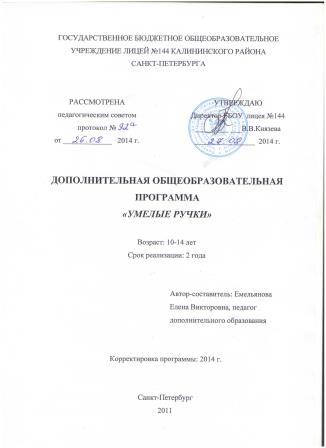 ГОСУДАРСТВЕННОЕ БЮДЖЕТНОЕ ОБЩЕОБРАЗОВАТЕЛЬНОЕ
УЧРЕЖДЕНИЕ ЛИЦЕЙ №144 КАЛИНИНСКОГО РАЙОНА
САНКТ-ПЕТЕРБУРГА
РАССМОТРЕНА
педагогическим советом
протокол №
от 26.08 2014 г.
УТВЕРЖДАЮ
Директор ГБОУ лицея №144
В.В.Князева
27.08 2014 г.
ДОПОЛНИТЕЛЬНАЯ ОБЩЕОБРАЗОВАТЕЛЬНАЯ
ПРОГРАММА
«УМЕЛЫЕ РУЧКИ»
Возраст: 10-14 лет
Срок реализации: 2 года
Автор-составитель: Емельянова
Елена Викторовна, педагог
дополнительного образования
Корректировка программы: 2014 г.
Санкт-Петербург
2011